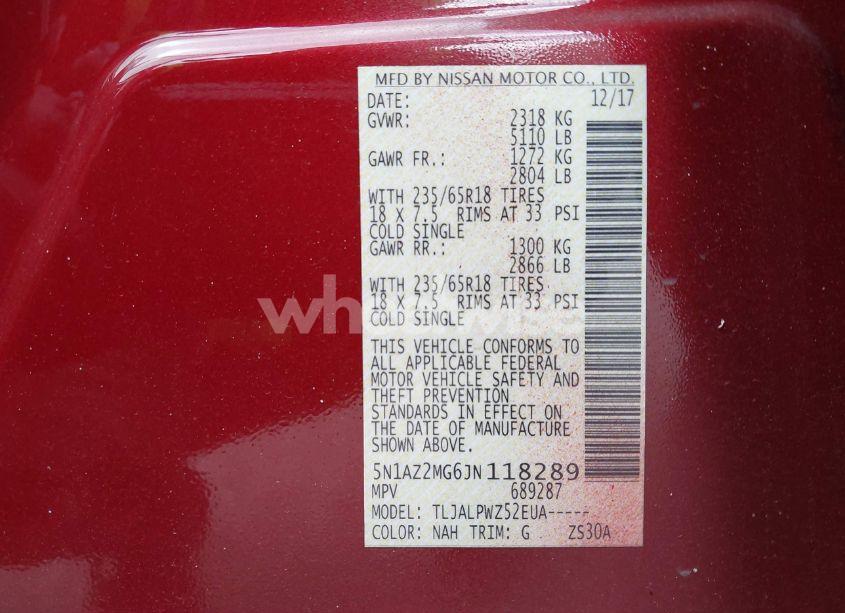 MFD BY NISSAN MOTOR CO., LTD.
DATE: 12/17
GVWR: 2318 KG
5110 LB
GAWR FR.: 1272 KG
2804 LB
WITH 235/65R18 TIRES
18 X 7.5 RIMS AT 33 PSI
COLD SINGLE
GAWR RR.: 1300 KG
2866 LB
WITH 235/65R18 TIRES
18 X 7.5 RIMS AT 33 PSI
COLD SINGLE
THIS VEHICLE CONFORMS TO
ALL APPLICABLE FEDERAL
MOTOR VEHICLE SAFETY AND
THEFT PREVENTION
STANDARDS IN EFFECT ON
THE DATE OF MANUFACTURE
SHOWN ABOVE.
5N1AZ2MG6JN118289
MPV 689287
MODEL: TLJALPWZ52EUA-----
COLOR: NAH TRIM: G ZS30A